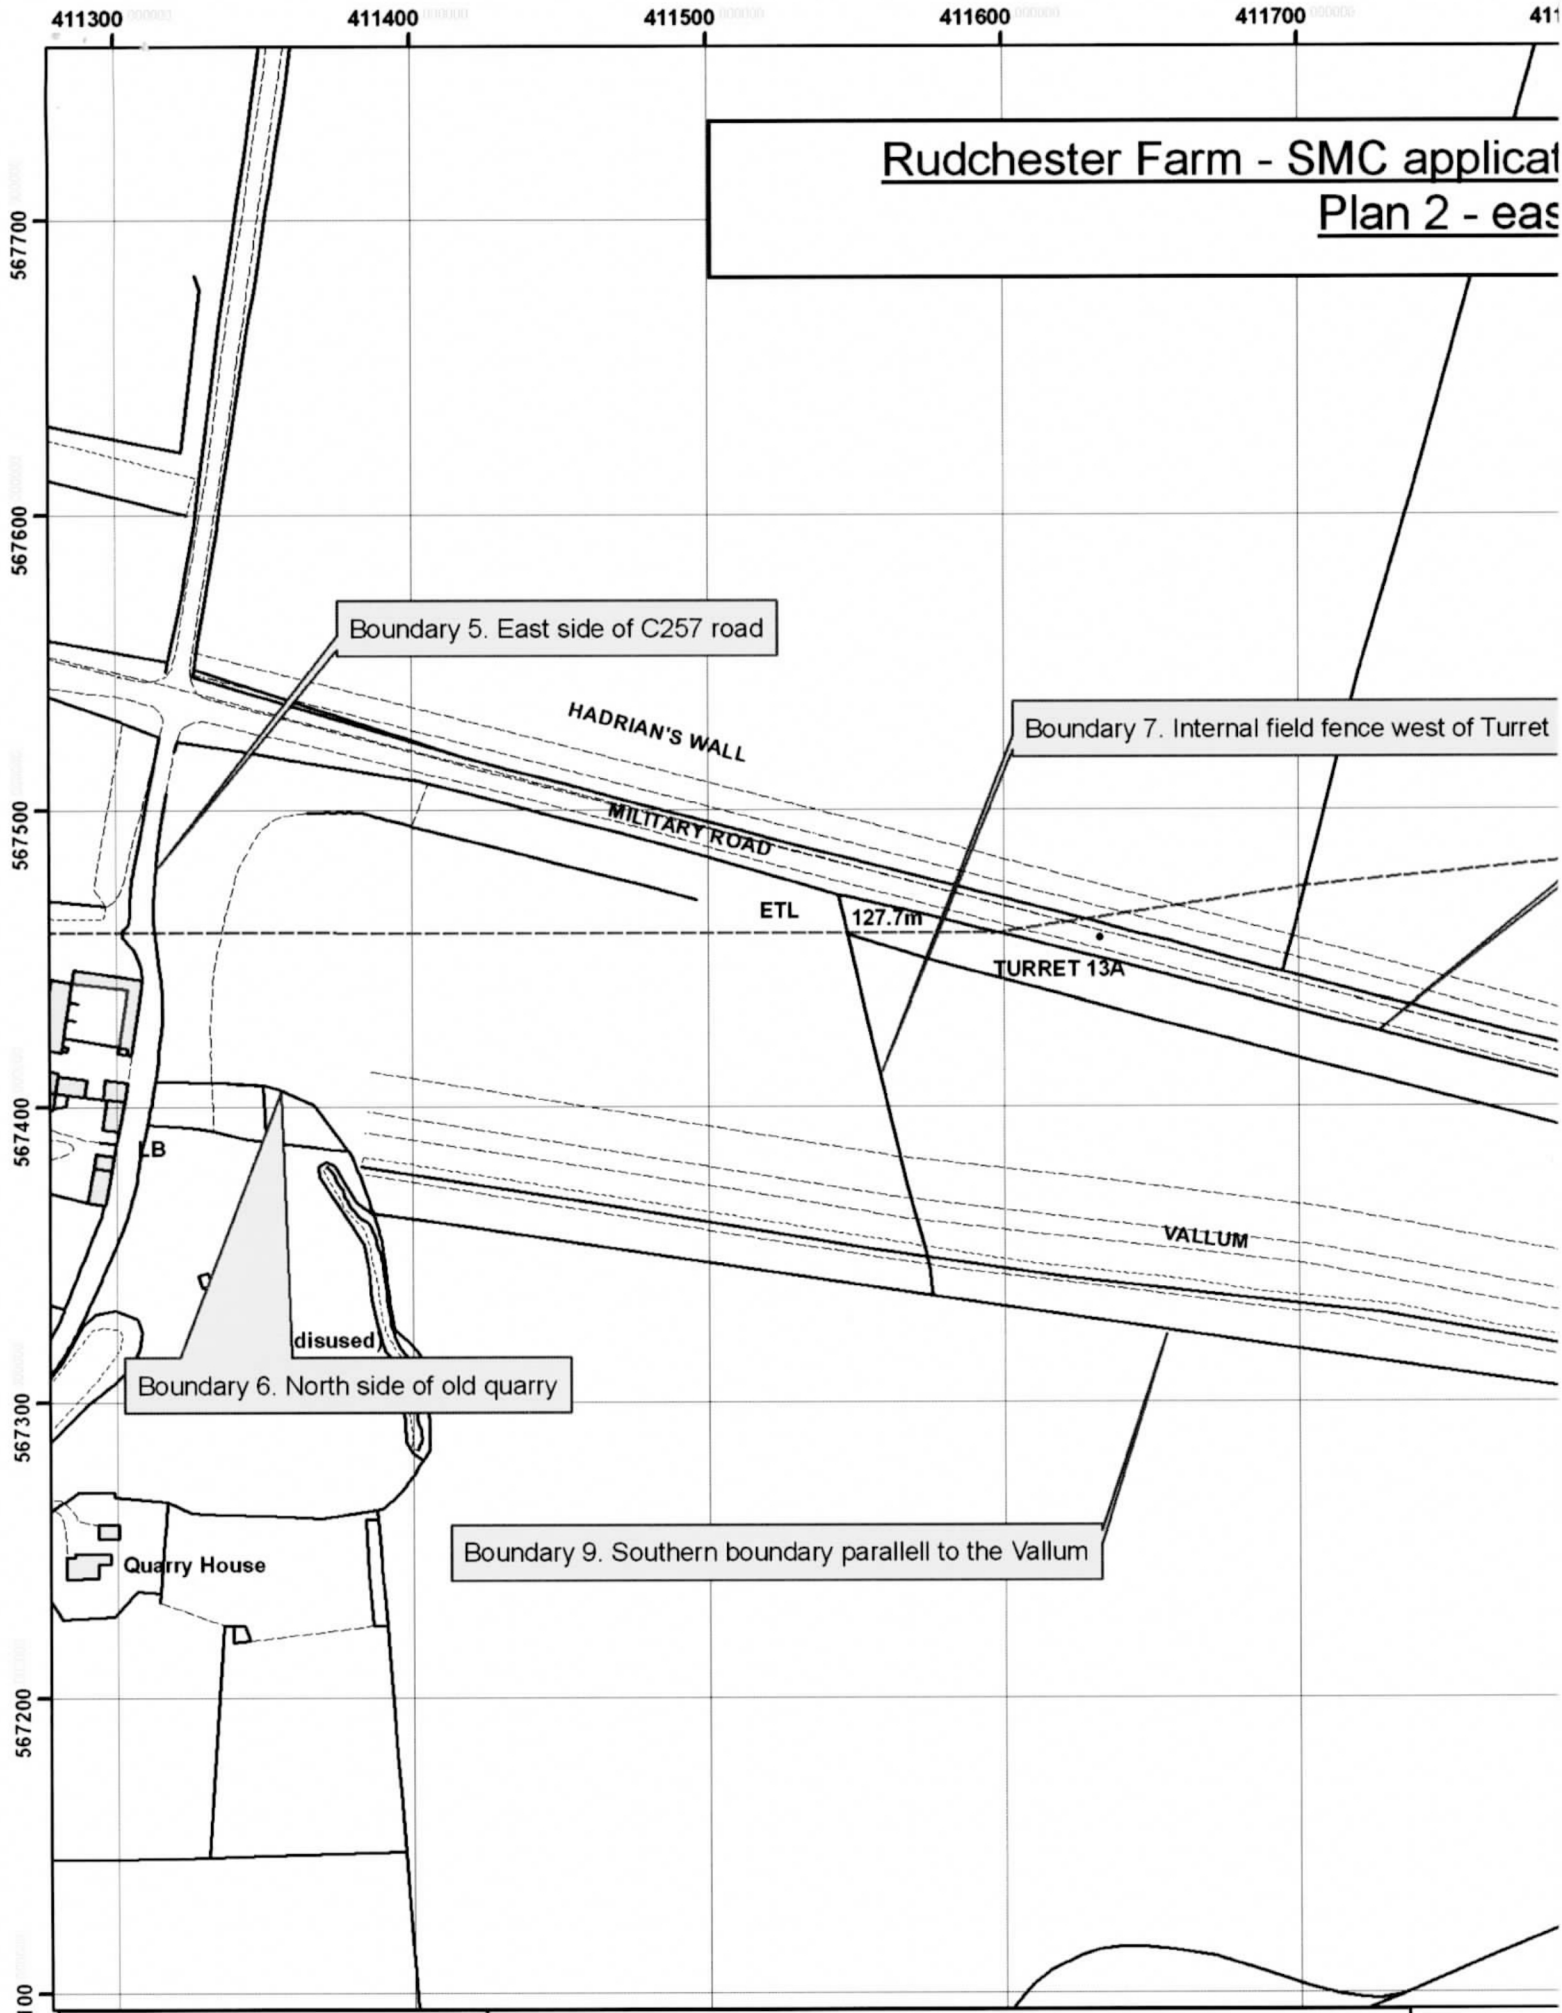 411300
411400
411500
411600
411700
Rudchester Farm - SMC
Plan 2 -
567700
567600
Boundary 5. East side of C257 road
HADRIAN'S WALL
Boundary 7. Internal field fence west of Turret
567500
MILITARY ROAD
ETL
127.7m
TURRET 13A
567400
LB
VALLUM
disused)
Boundary 6. North side of old quarry
567300
Boundary 9. Southern boundary parallell to the Vallum
Quarry House
567200